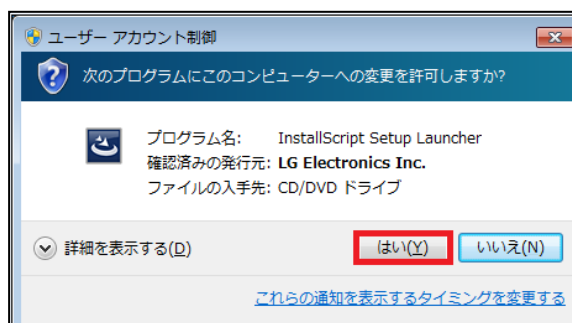 ユーザー アカウント制御
次のプログラムにこのコンピューターへの変更を許可しますか?
プログラム名: InstallScript Setup Launcher
確認済みの発行元: LG Electronics Inc.
ファイルの入手先: CD/DVD ドライブ
詳細を表示する(D) はい(Y) いいえ(N)
これらの通知を表示するタイミングを変更する